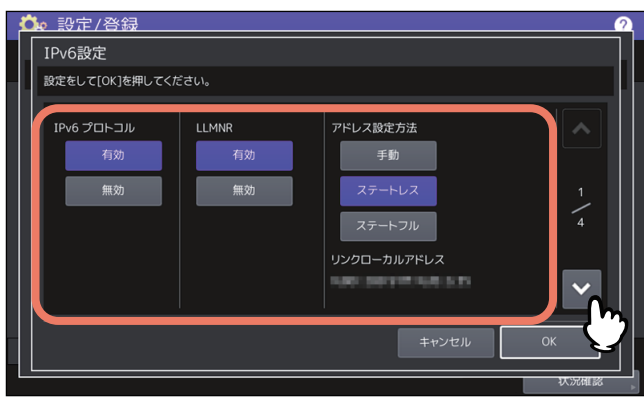 設定/登録
?
IPv6設定
設定をして[OK]を押してください。
IPv6 プロトコル
有効
無効
LLMNR
有効
無効
アドレス設定方法
手動
ステートレス
ステートフル
リンクローカルアドレス
1
4
キャンセル
OK
状況確認